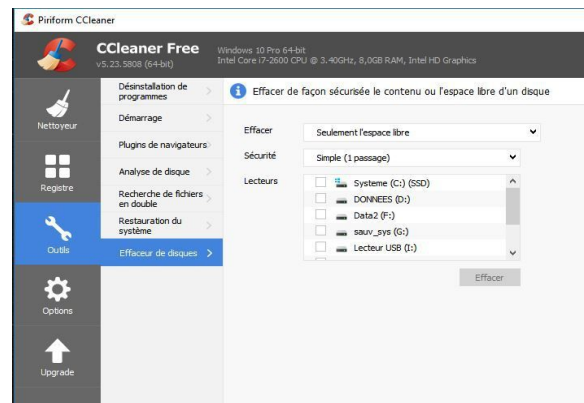 Piriform CCleaner
CCleaner Free
v5.23.5808 (64-bit)
Windows 10 Pro 64-bit
Intel Core i7-2600 CPU @ 3.40GHz, 8,0GB RAM, Intel HD Graphics
Nettoyeur
Registre
Outils
Options
Upgrade
Désinstallation de
programmes
Démarrage
Plugins de navigateurs
Analyse de disque
Recherche de fichiers
en double
Restauration du
système
Effaceur de disques
Effacer de façon sécurisée le contenu ou l'espace libre d'un disque
Effacer
Seulement l'espace libre
Sécurité
Simple (1 passage)
Lecteurs
Systeme (C:) (SSD)
DONNEES (D:)
Data2 (F:)
sauv_sys (G:)
Lecteur USB (I:)
Effacer